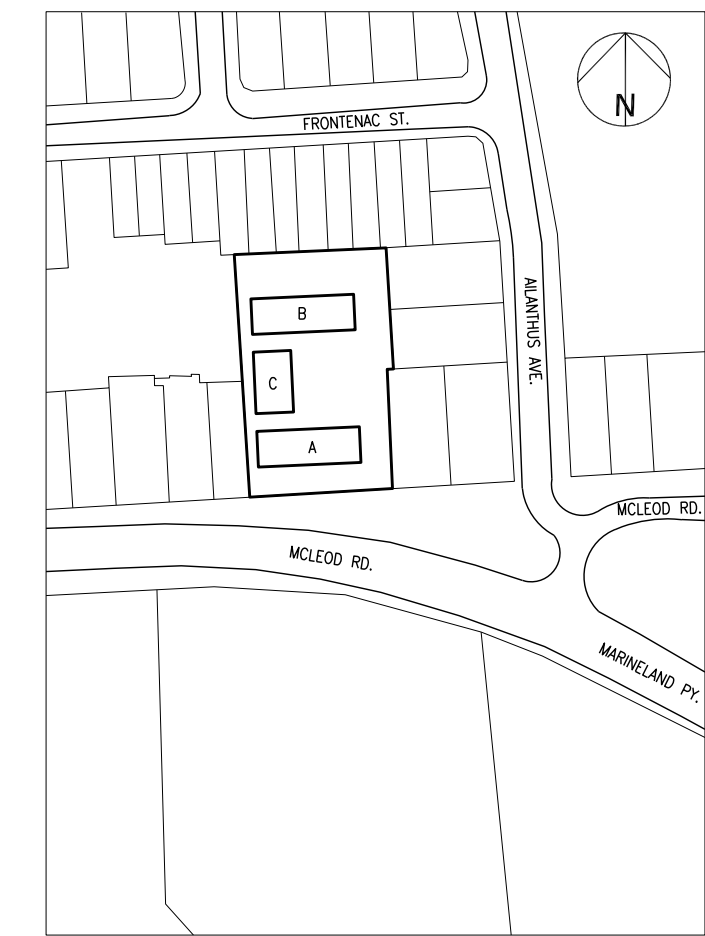 N
FRONTENAC ST.
AILANTHUS AVE.
B
C
A
MCLEOD RD.
MCLEOD RD.
MARINELAND PY.